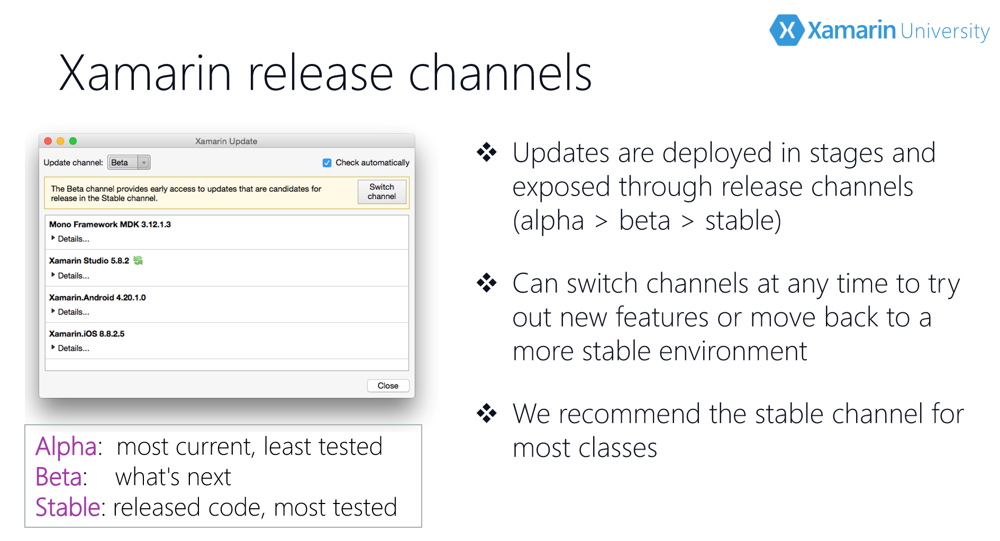 Xamarin University
Xamarin release channels
Xamarin Update
Update channel: Beta
Check automatically
The Beta channel provides early access to updates that are candidates for
release in the Stable channel.
Switch
channel
Mono Framework MDK 3.12.1.3
Details...
Xamarin Studio 5.8.2
Details...
Xamarin.Android 4.20.1.0
Details...
Xamarin.iOS 8.8.2.5
Details...
Close
Alpha: most current, least tested
Beta: what's next
Stable: released code, most tested
❖ Updates are deployed in stages and
exposed through release channels
(alpha > beta > stable)
❖ Can switch channels at any time to try
out new features or move back to a
more stable environment
❖ We recommend the stable channel for
most classes